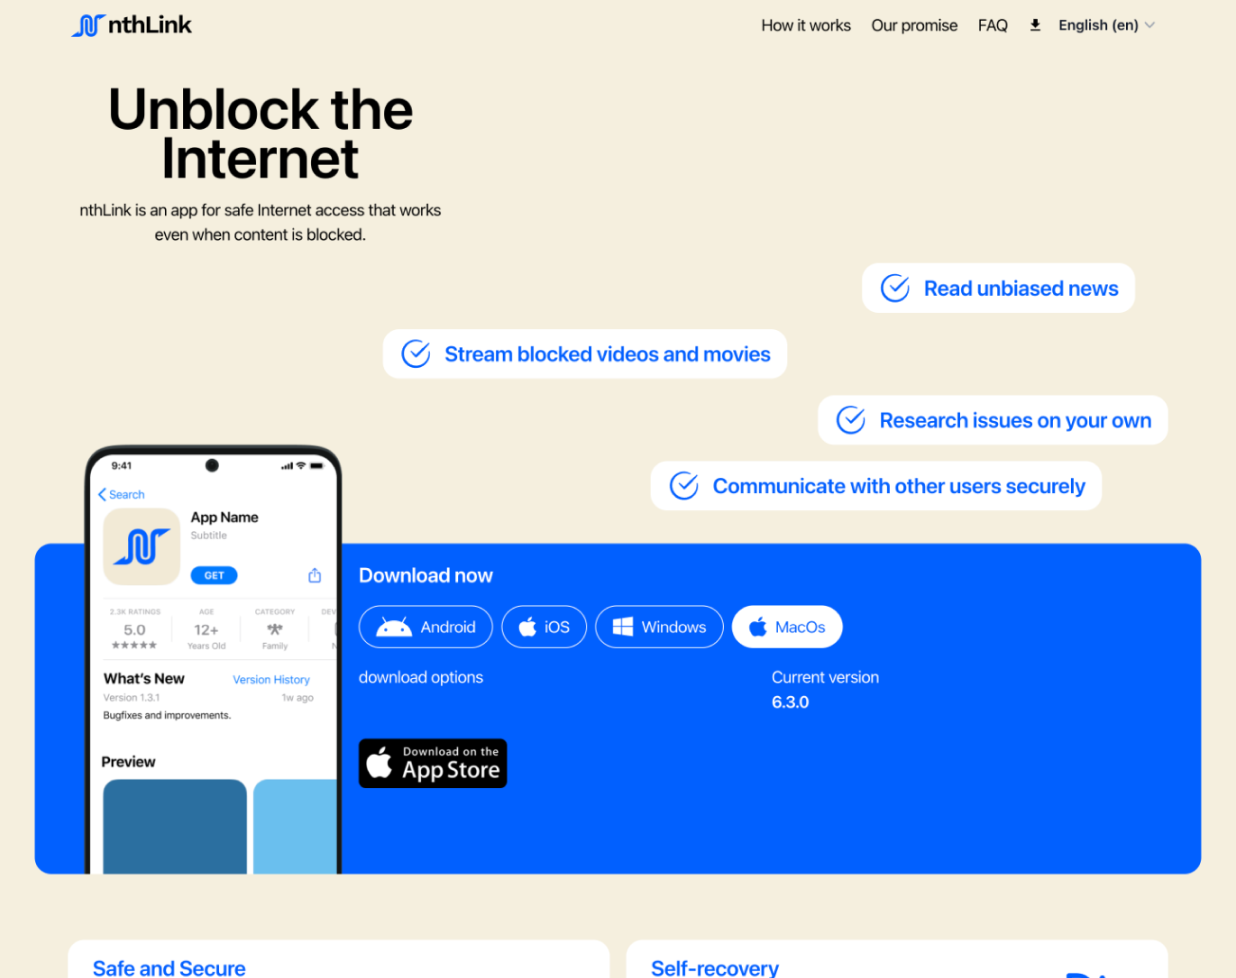 nthLink
How it works Our promise FAQ English (en)
Unblock the
Internet
nthLink is an app for safe Internet access that works
even when content is blocked.
Read unbiased news
Stream blocked videos and movies
Research issues on your own
Communicate with other users securely
9:41
Search
App Name
Subtitle
GET
2.3K RATINGS AGE CATEGORY DEV
5.0 12+
Years Old Family
What's New Version History
Version 1.3.1 1w ago
Bugfixes and improvements.
Preview
Download now
Android iOS Windows MacOs
download options Current version
6.3.0
Download on the
App Store
Safe and Secure
Self-recovery